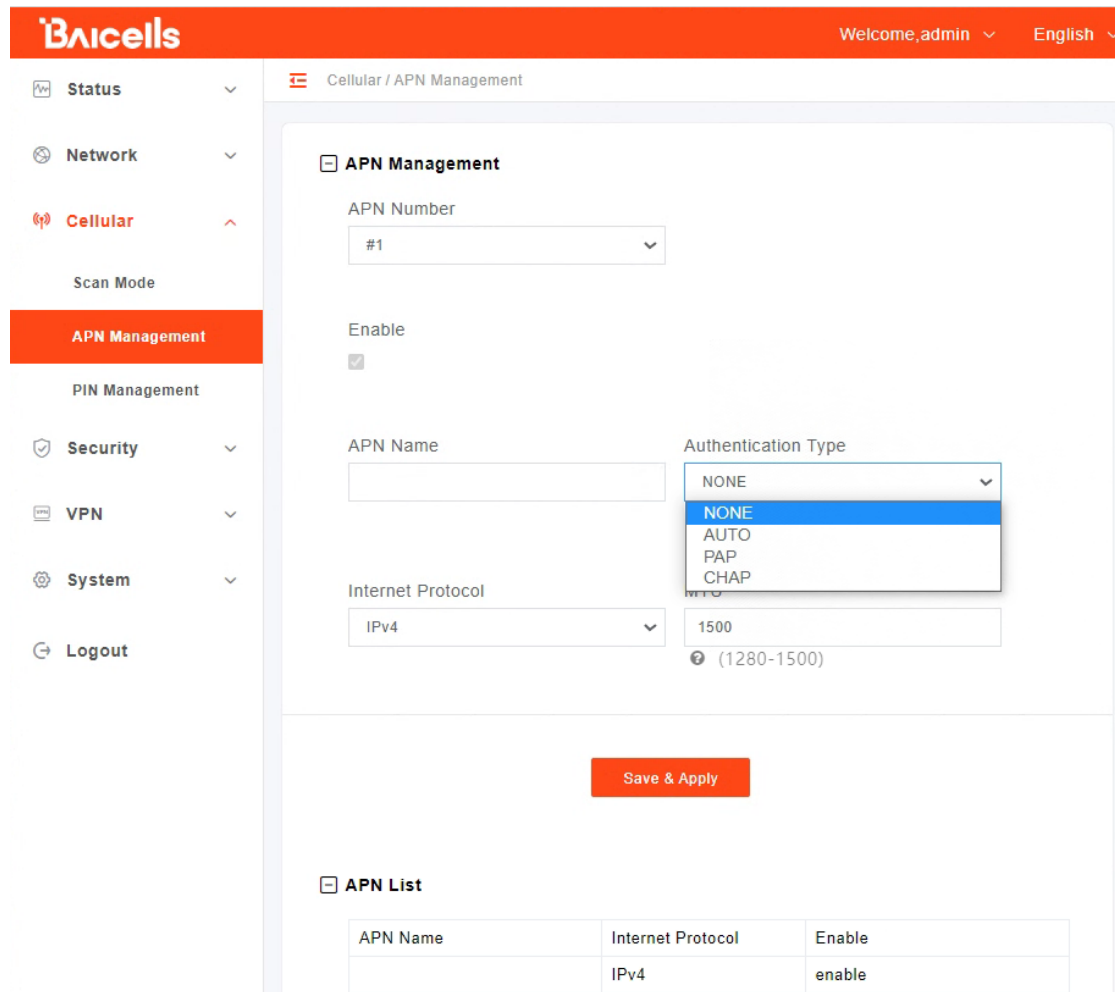 Baicells
Welcome,admin English
Status
Cellular / APN Management
Network
APN Management
APN Number
#1
Cellular
Scan Mode
APN Management
PIN Management
Enable
Security
APN Name Authentication Type
NONE
NONE
AUTO
PAP
CHAP
VPN
System
Internet Protocol MTU
IPv4 1500
(1280-1500)
Logout
Save & Apply
APN List
APN Name Internet Protocol Enable
IPv4 enable